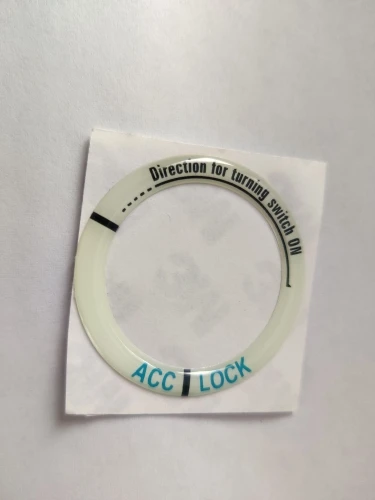 Direction for turning switch ON
ACC LOCK